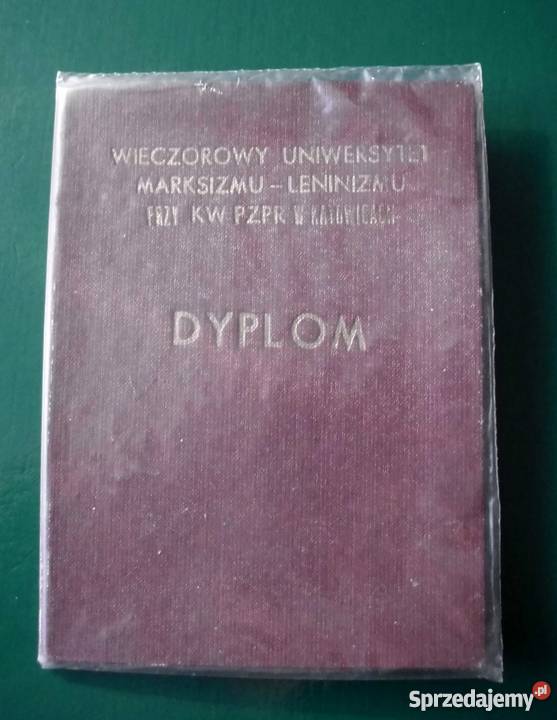 WIECZOROWY UNIWERSYTET
MARKSIZMU - LENINIZMU
PRZY KW PZPR W KATOWICACH
DYPLOM
Sprzedajemy.pl